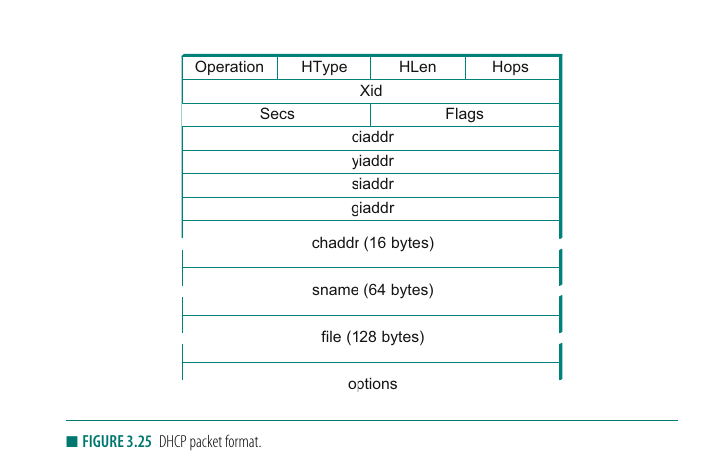 Operation HType HLen Hops
Xid
Secs Flags
ciaddr
yiaddr
siaddr
giaddr
chaddr (16 bytes)
sname (64 bytes)
file (128 bytes)
options
■ FIGURE 3.25 DHCP packet format.